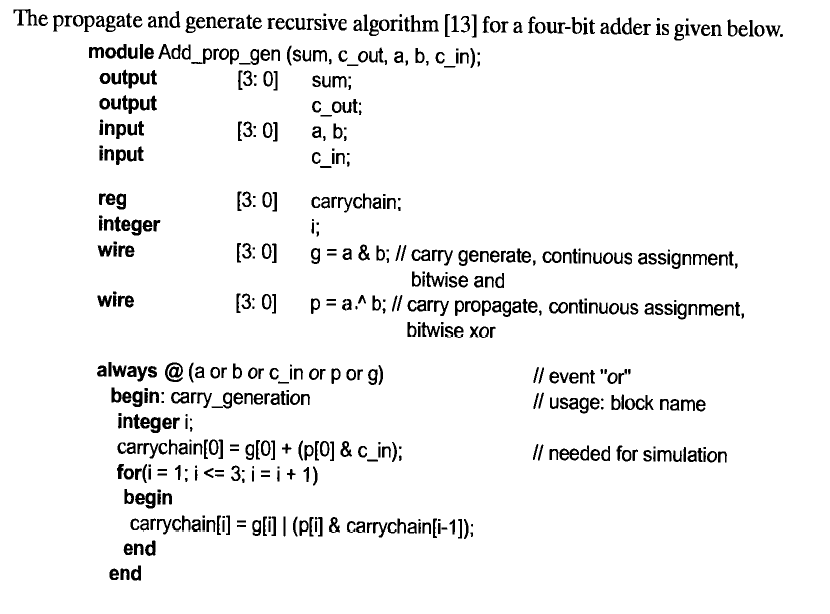 The propagate and generate recursive algorithm [13] for a four-bit adder is given below.
module Add_prop_gen (sum, c_out, a, b, c_in);
output [3: 0] sum;
output c_out;
input [3: 0] a, b;
input c_in;
reg [3: 0] carrychain;
integer i;
wire [3: 0] g = a & b; // carry generate, continuous assignment,
bitwise and
wire [3: 0] p = a ^ b; // carry propagate, continuous assignment,
bitwise xor
always @ (a or b or c_in or p or g) // event "or"
begin: carry_generation // usage: block name
integer i;
carrychain[0] = g[0] + (p[0] & c_in); // needed for simulation
for(i = 1; i <= 3; i = i + 1)
begin
carrychain[i] = g[i] | (p[i] & carrychain[i-1]);
end
end